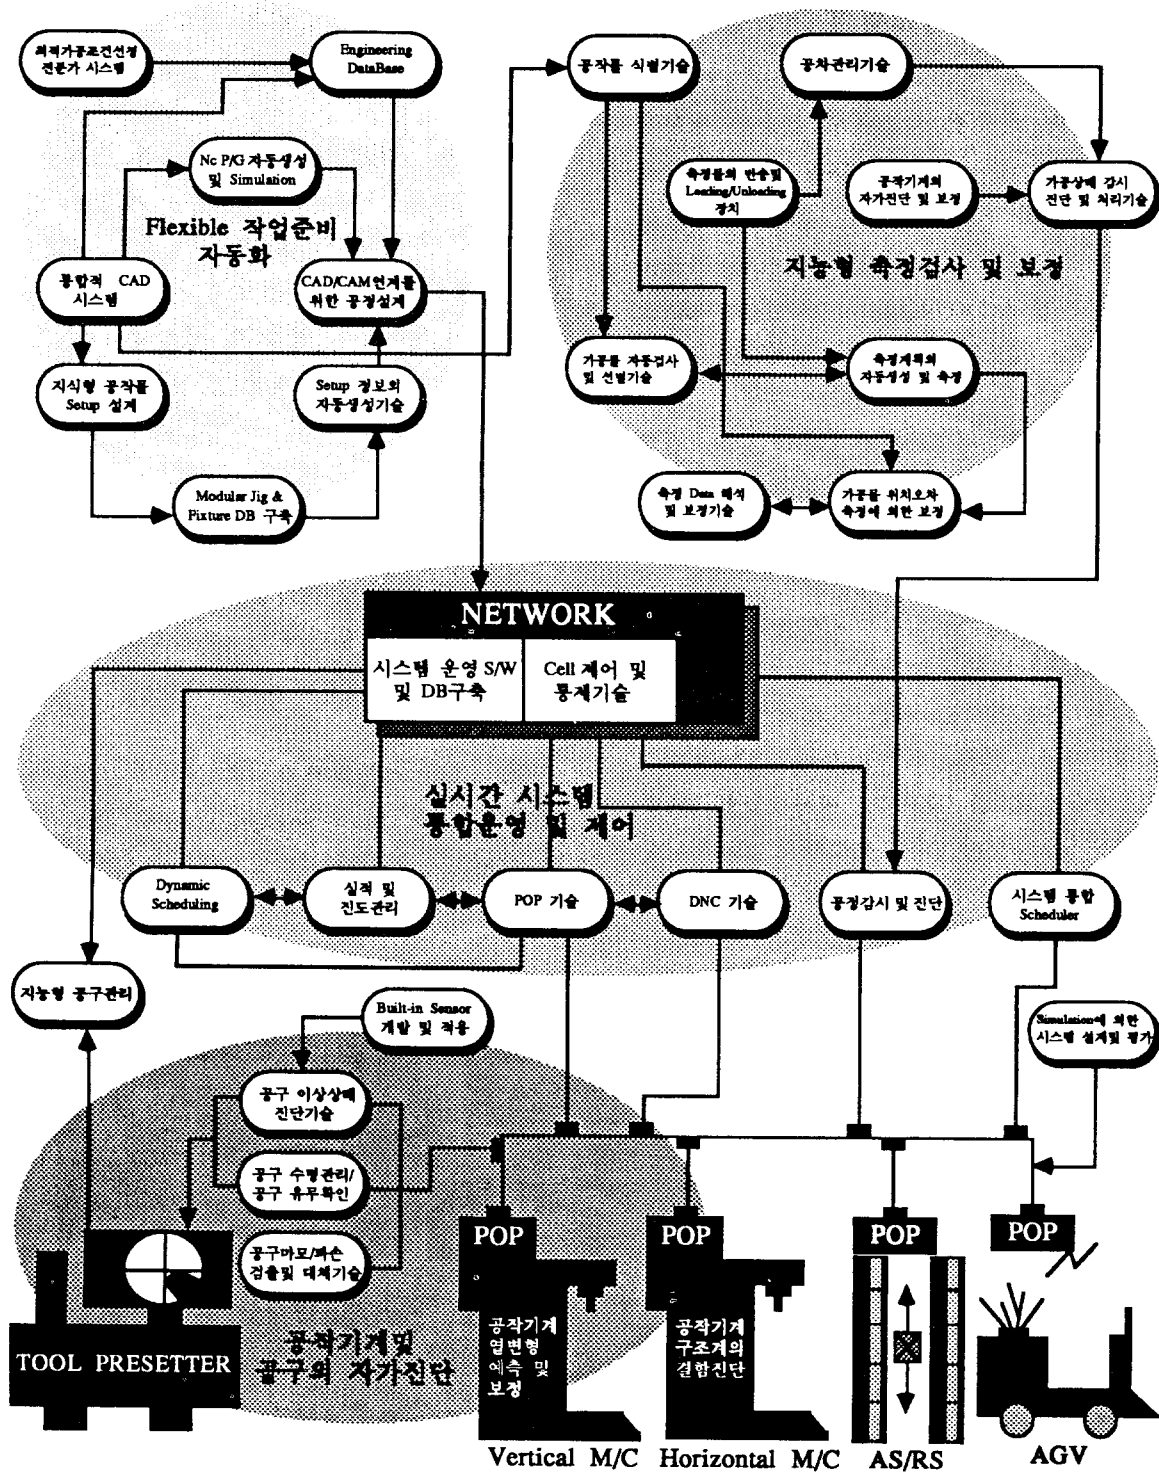 최적가공조건선정
전문가 시스템
Engineering
DataBase
Nc P/G 자동생성
및 Simulation
Flexible 작업준비
자동화
통합적 CAD
시스템
CAD/CAM연계를
위한 공정설계
지식형 공작물
Setup 설계
Setup 정보의
자동생성기술
Modular Jig &
Fixture DB 구축
공작물 식별기술
공차관리기술
측정물의 반송및
Loading/Unloading
장치
공작기계의
자가진단 및 보정
가공상태 감시
진단 및 처리기술
지능형 측정검사 및 보정
가공물 자동검사
및 선별기술
측정계획의
자동생성 및 측정
측정 Data 해석
및 보정기술
가공물 위치오차
측정에 의한 보정
NETWORK
시스템 운영 S/W
및 DB구축
Cell 제어 및
통제기술
실시간 시스템
통합운영 및 제어
Dynamic
Scheduling
실적 및
진도관리
POP 기술
DNC 기술
공정감시 및 진단
시스템 통합
Scheduler
지능형 공구관리
Built-in Sensor
개발 및 적용
Simulation에 의한
시스템 설계및 평가
공구 이상상태
진단기술
공구 수명관리/
공구 유무확인
공구마모/파손
검출및 대체기술
POP
POP
POP
POP
TOOL PRESETTER
공작기계및
공구의 자가진단
공작기계
열변형
예측 및
보정
공작기계
구조계의
결함진단
Vertical M/C
Horizontal M/C
AS/RS
AGV